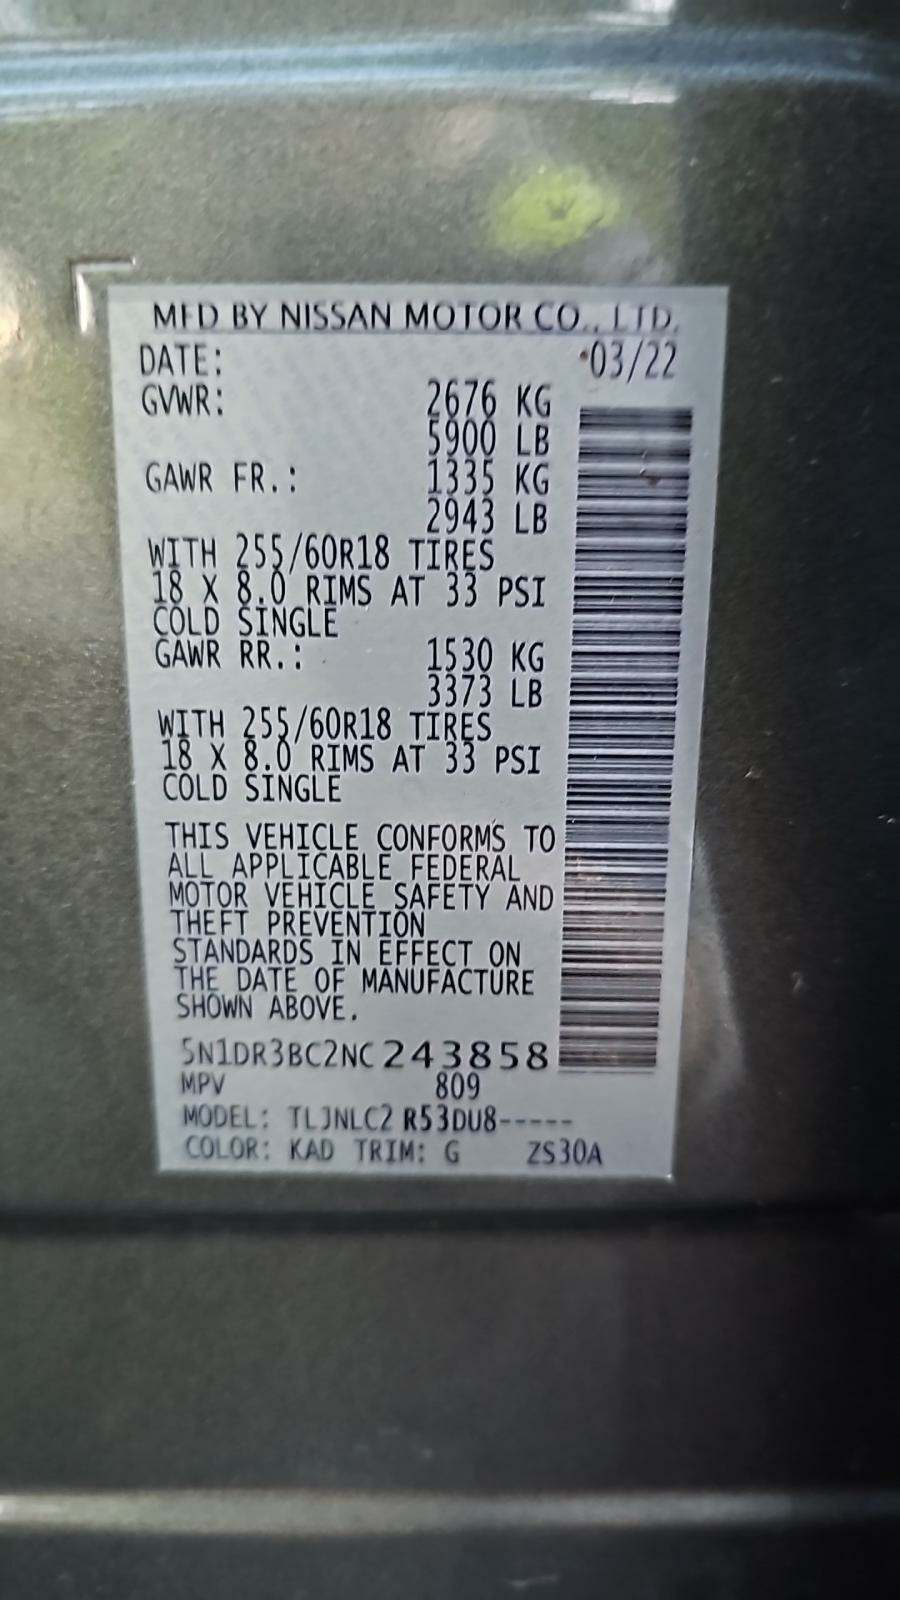 MFD BY NISSAN MOTOR CO., LTD.
DATE: 03/22
GVWR: 2676 KG
5900 LB
GAWR FR.: 1335 KG
2943 LB
WITH 255/60R18 TIRES
18 X 8.0 RIMS AT 33 PSI
COLD SINGLE
GAWR RR.: 1530 KG
3373 LB
WITH 255/60R18 TIRES
18 X 8.0 RIMS AT 33 PSI
COLD SINGLE
THIS VEHICLE CONFORMS TO
ALL APPLICABLE FEDERAL
MOTOR VEHICLE SAFETY AND
THEFT PREVENTION
STANDARDS IN EFFECT ON
THE DATE OF MANUFACTURE
SHOWN ABOVE.
5N1DR3BC2NC243858
MPV 809
MODEL: TLJNLC2 R53DU8-----
COLOR: KAD TRIM: G ZS30A